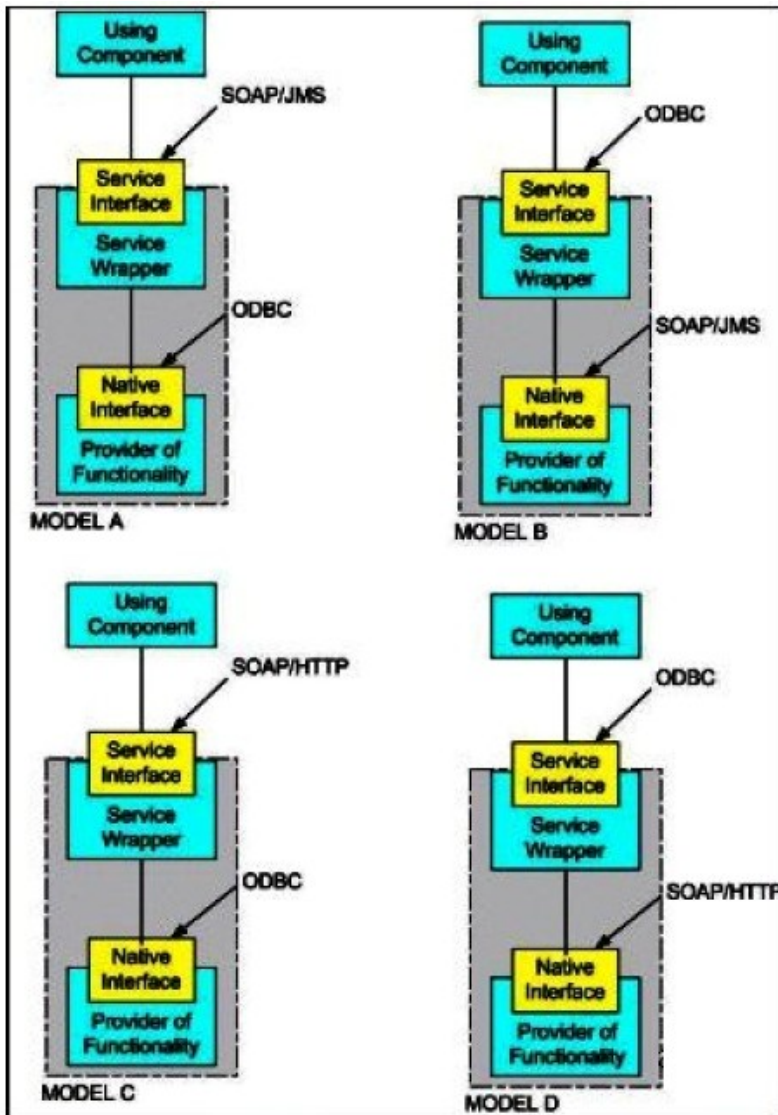 Using
Component
SOAP/JMS
Service
Interface
Service
Wrapper
ODBC
Native
Interface
Provider of
Functionality
MODEL A
Using
Component
ODBC
Service
Interface
Service
Wrapper
SOAP/JMS
Native
Interface
Provider of
Functionality
MODEL B
Using
Component
SOAP/HTTP
Service
Interface
Service
Wrapper
ODBC
Native
Interface
Provider of
Functionality
MODEL C
Using
Component
ODBC
Service
Interface
Service
Wrapper
SOAP/HTTP
Native
Interface
Provider of
Functionality
MODEL D